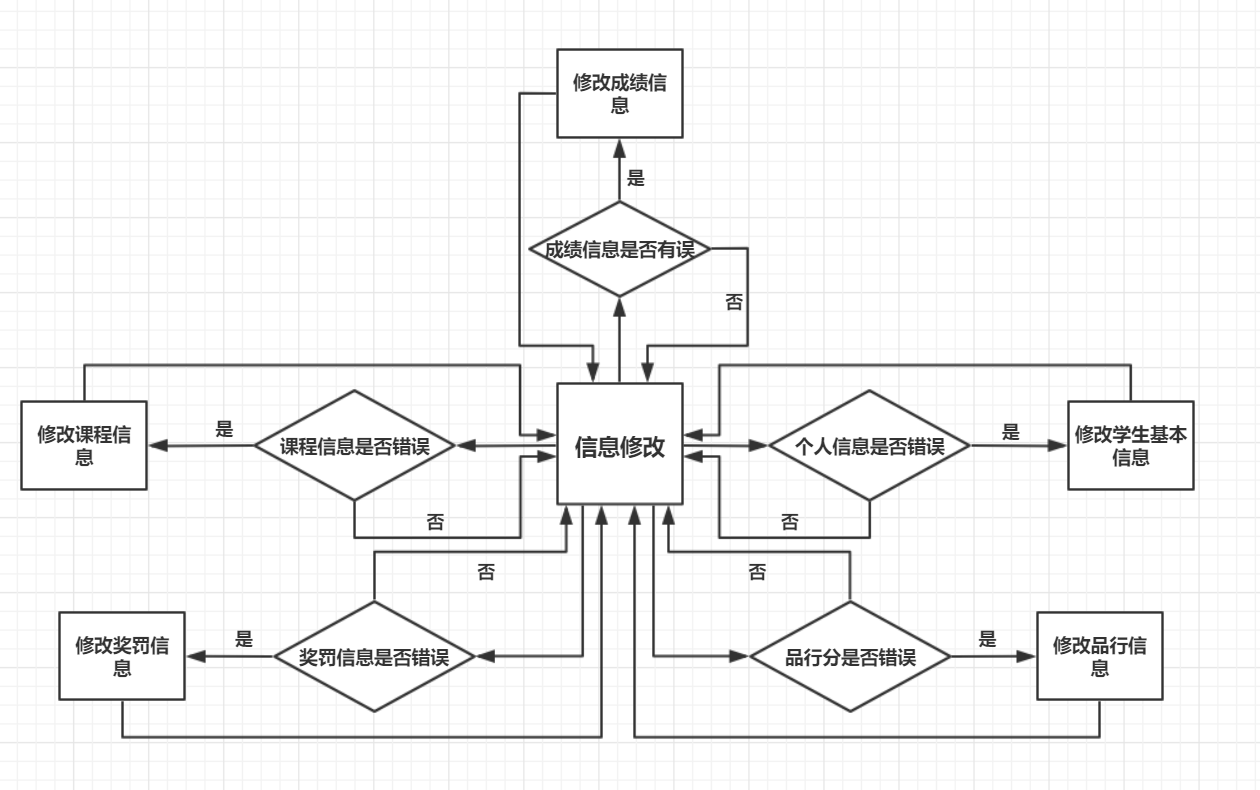 修改成绩信
息
是
成绩信息是否有误
否
修改课程信
息
是
课程信息是否错误
否
信息修改
个人信息是否错误
是
否
修改学生基本
信息
修改奖罚信
息
是
奖罚信息是否错误
否
否
品行分是否错误
是
修改品行信
息